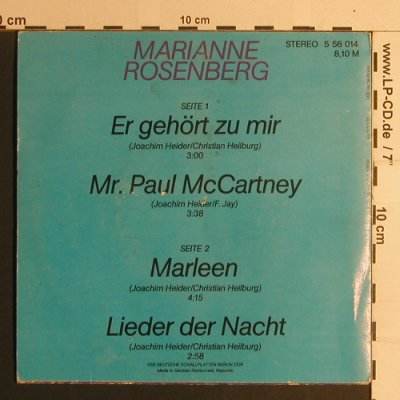 10 cm
10 cm
MARIANNE
ROSENBERG
STEREO 5 56 014
8,10 M
SEITE 1
Er gehört zu mir
(Joachim Heider/Christian Heilburg)
3:00
Mr. Paul McCartney
(Joachim Heider/F. Jay)
3:38
SEITE 2
Marleen
(Joachim Heider/Christian Heilburg)
4:15
Lieder der Nacht
(Joachim Heider/Christian Heilburg)
2:58
VEB DEUTSCHE SCHALLPLATTEN BERLIN DDR
Made in German Democratic Republic
www.LP-CD.de / 7"
10 cm